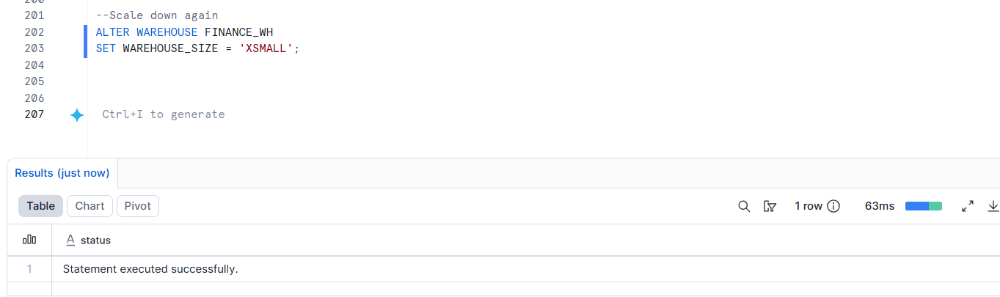 200
201 --Scale down again
202 ALTER WAREHOUSE FINANCE_WH
203 SET WAREHOUSE_SIZE = 'XSMALL';
204
205
206
207 Ctrl+I to generate
Results (just now)
Table Chart Pivot 1 row 63ms
A status
1 Statement executed successfully.